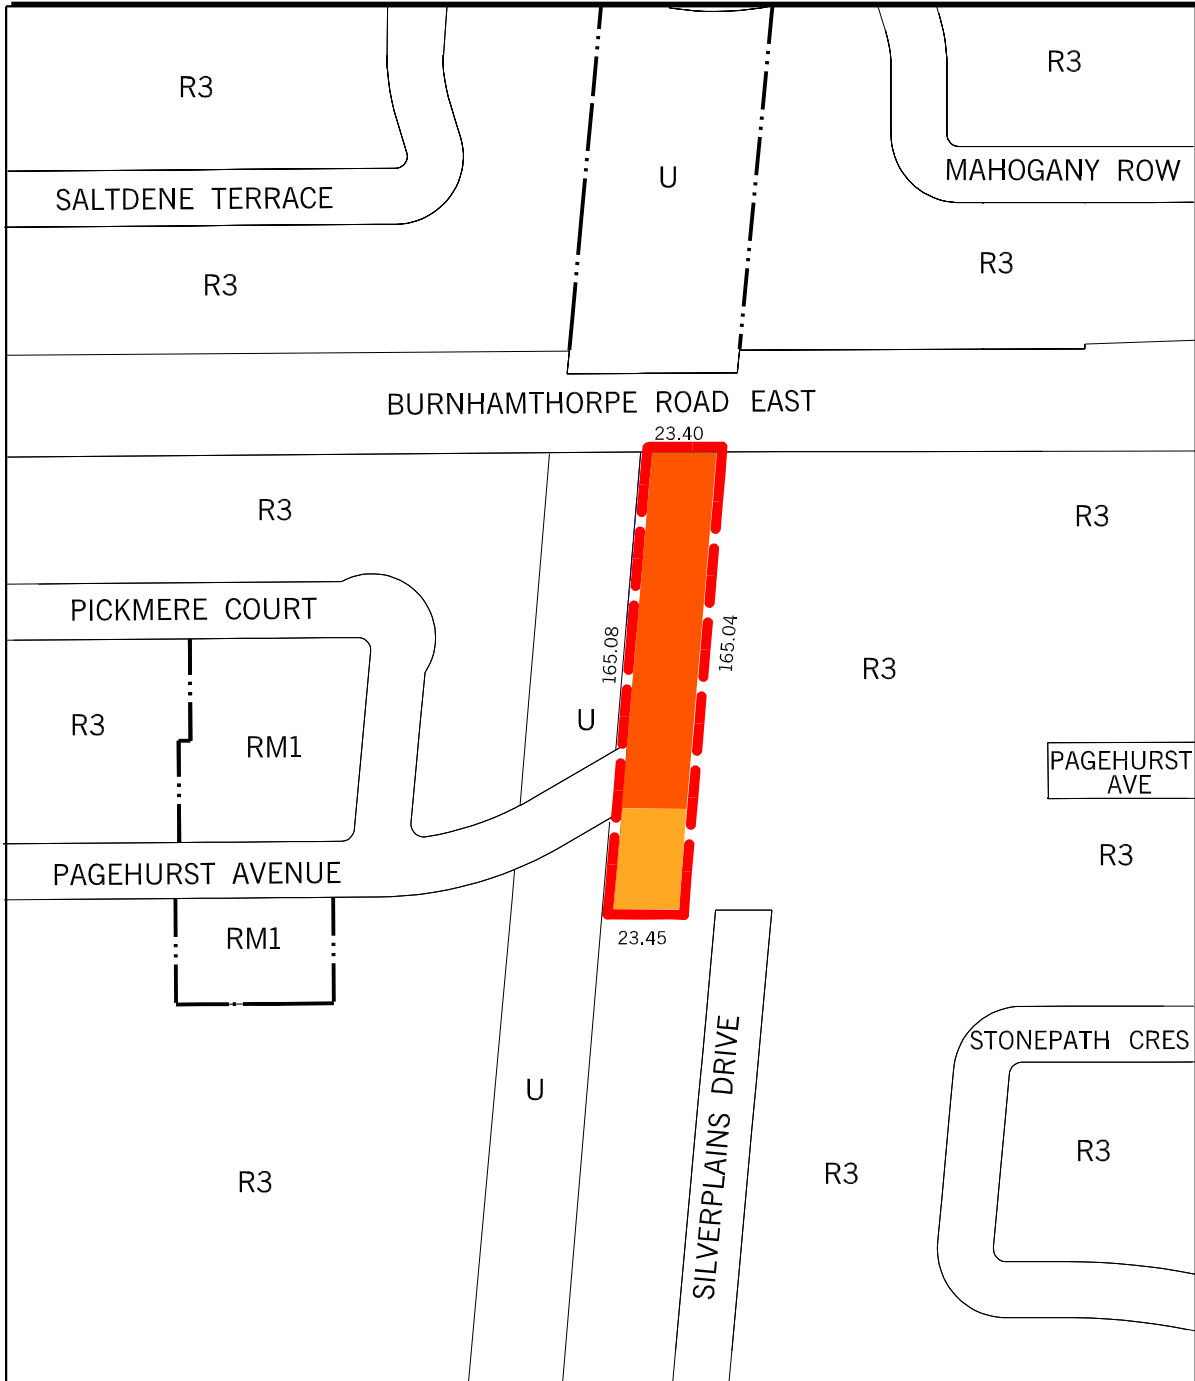 R3
R3
U
MAHOGANY ROW
SALTDENE TERRACE
R3
R3
BURNHAMTHORPE ROAD EAST
23.40
R3
R3
PICKMERE COURT
165.08
165.04
R3
U
R3
RM1
PAGEHURST
AVE
R3
PAGEHURST AVENUE
RM1
23.45
STONEPATH CRES
U
SILVERPLAINS DRIVE
R3
R3
R3